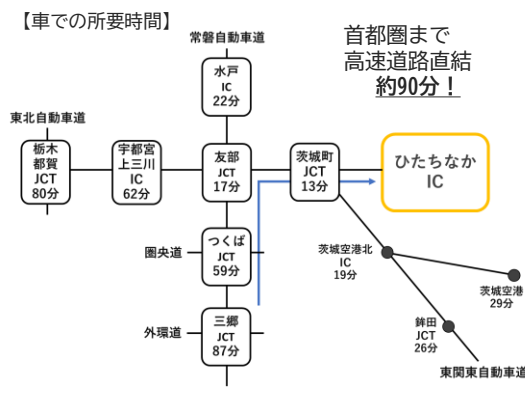 【車での所要時間】
首都圏まで
高速道路直結
約90分！
常磐自動車道
水戸
IC
22分
東北自動車道
栃木
都賀
JCT
80分
宇都宮
上三川
IC
62分
友部
JCT
17分
茨城町
JCT
13分
ひたちなか
IC
つくば
JCT
59分
圏央道
茨城空港北
IC
19分
茨城空港
29分
三郷
JCT
87分
外環道
鉾田
JCT
26分
東関東自動車道